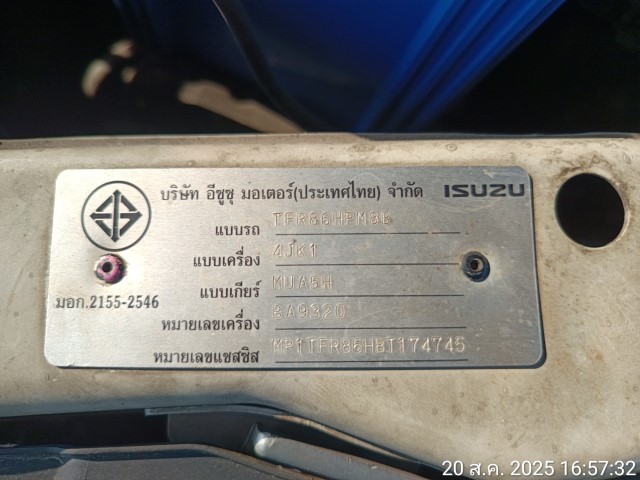 บริษัท อีซูซุ มอเตอร์(ประเทศไทย) จำกัด ISUZU
แบบรถ TFR86HPM8B
แบบเครื่อง 4JK1
แบบเกียร์ MUA5H
มอก.2155-2546
หมายเลขเครื่อง
หมายเลขแชสซิส MP1TFR86HBT174745
20 ส.ค. 2025 16:57:32